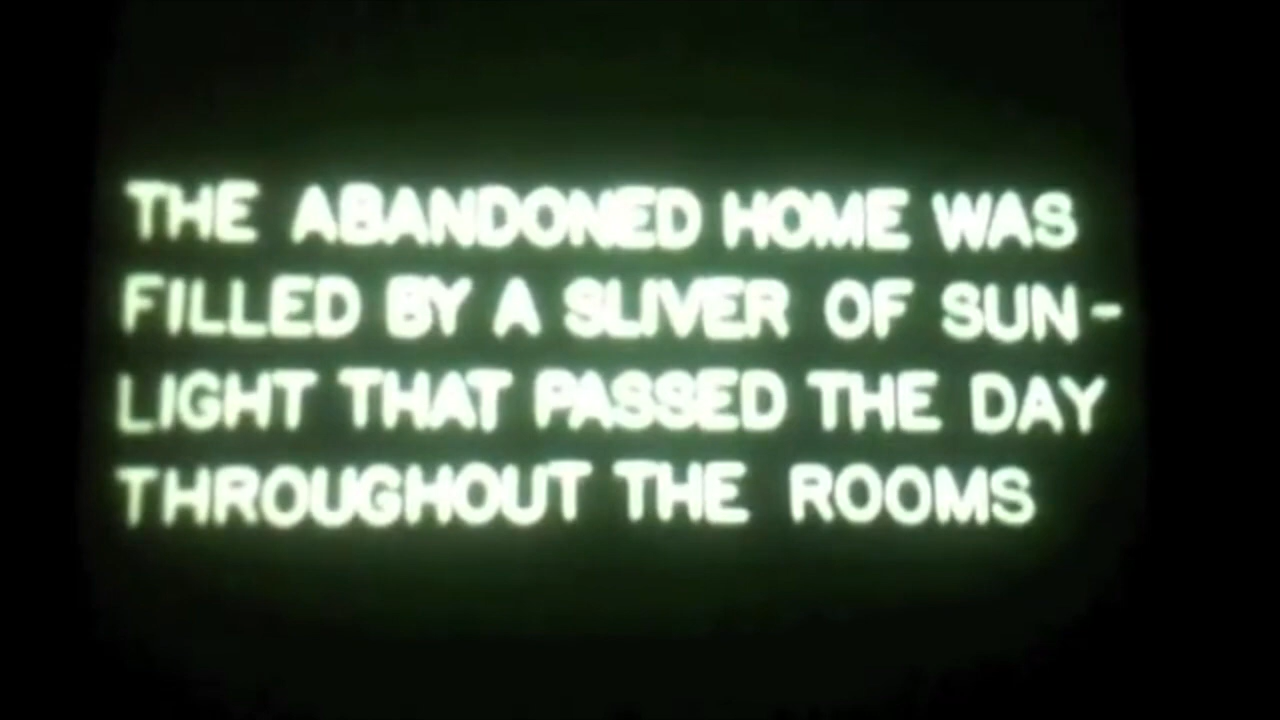 THE ABANDONED HOME WAS
FILLED BY A SLIVER OF SUN-
LIGHT THAT PASSED THE DAY
THROUGHOUT THE ROOMS